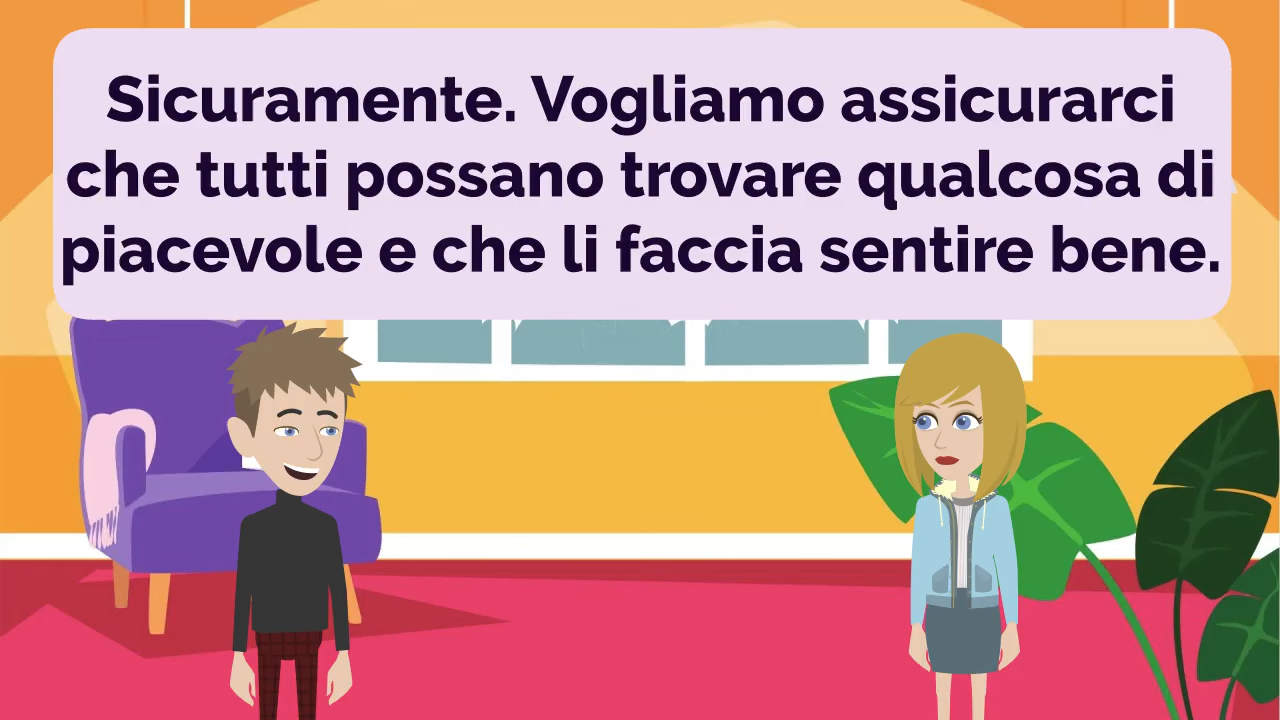 Sicuramente. Vogliamo assicurarci
che tutti possano trovare qualcosa di
piacevole e che li faccia sentire bene.